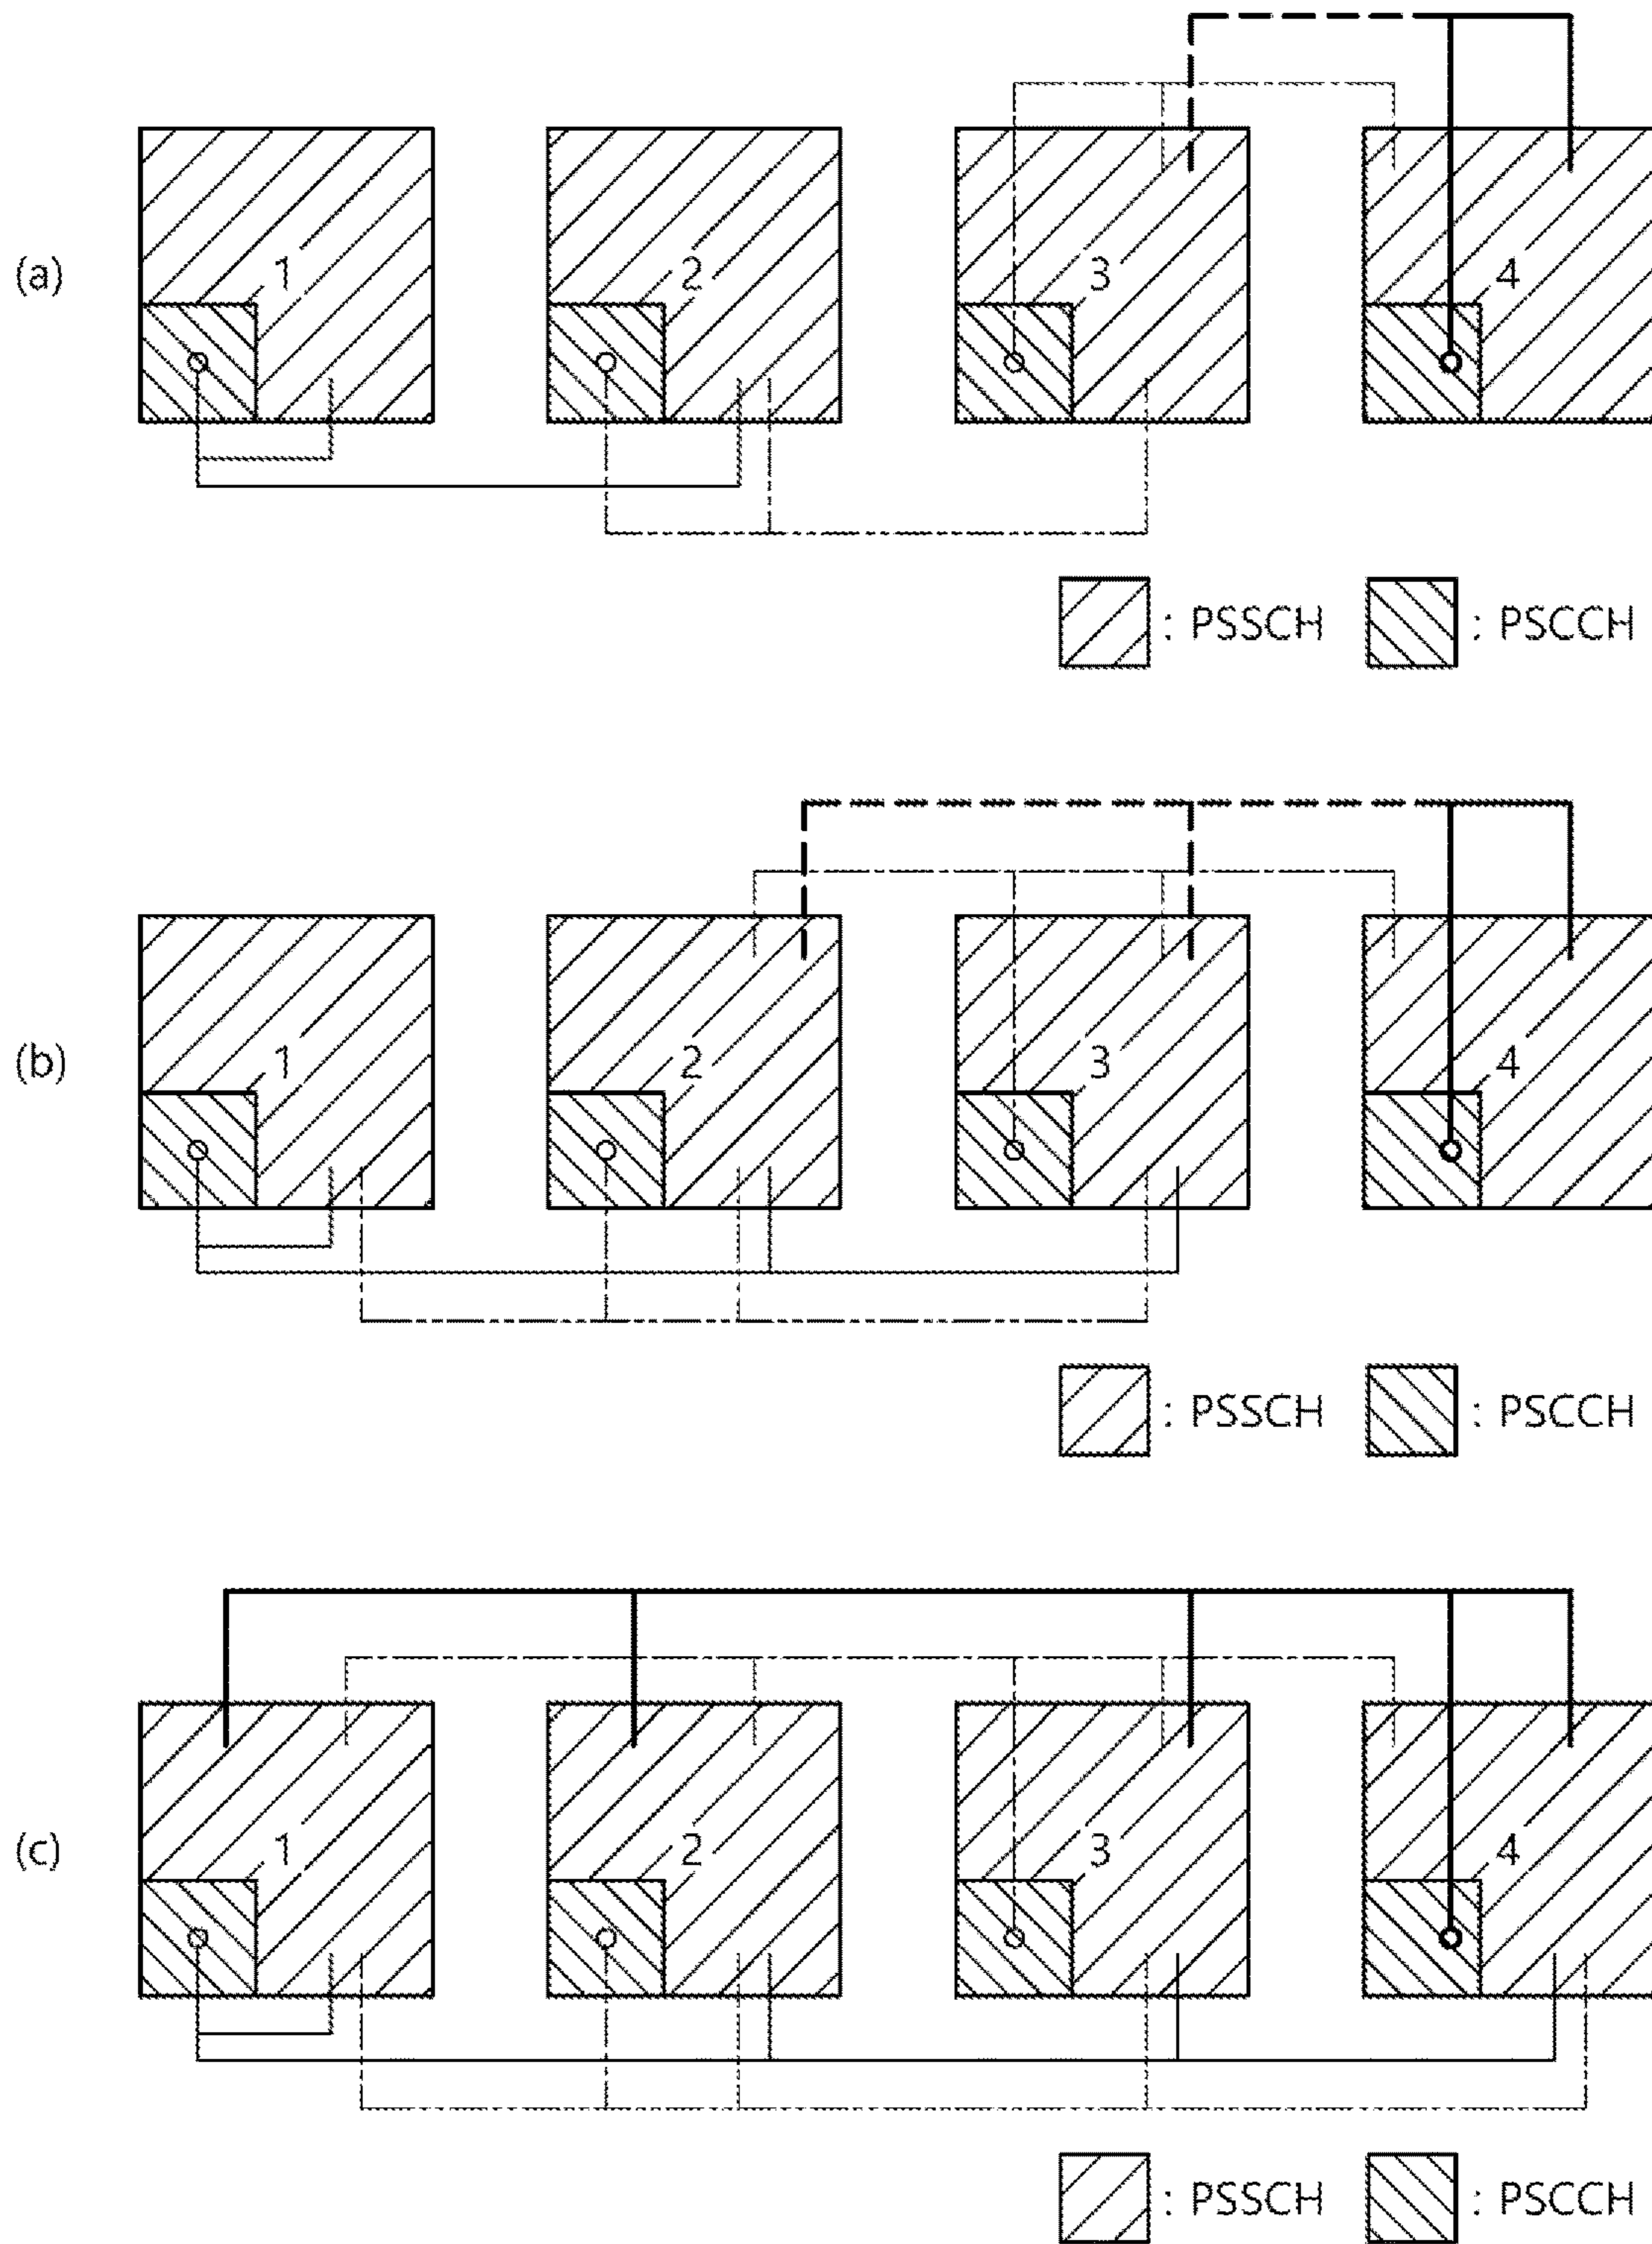 (a) 1 2 3 4
: PSSCH : PSCCH
(b) 1 2 3 4
: PSSCH : PSCCH
(c) 1 2 3 4
: PSSCH : PSCCH